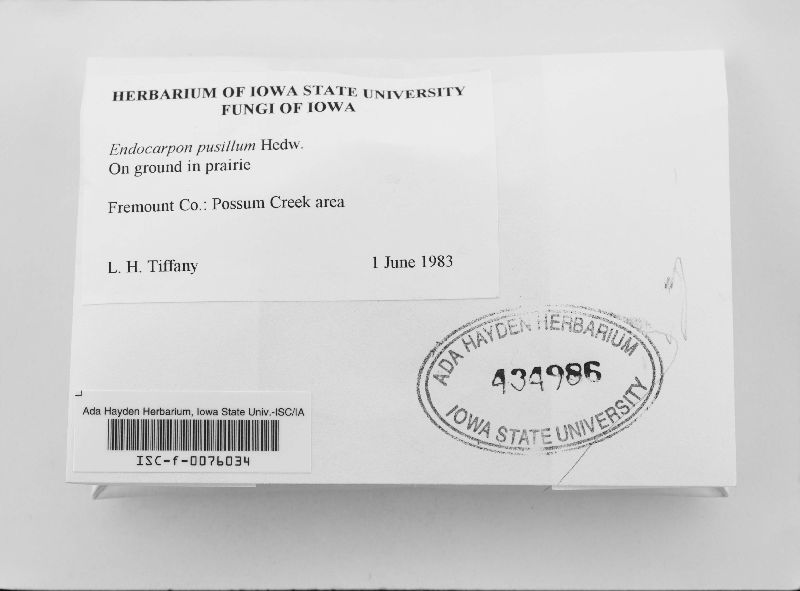 HERBARIUM OF IOWA STATE UNIVERSITY
FUNGI OF IOWA
Endocarpon pusillum Hedw.
On ground in prairie
Fremount Co.: Possum Creek area
L. H. Tiffany 1 June 1983
ADA HAYDEN HERBARIUM
434986
IOWA STATE UNIVERSITY
Ada Hayden Herbarium, Iowa State Univ.-ISC/IA
ISC-f-0076034